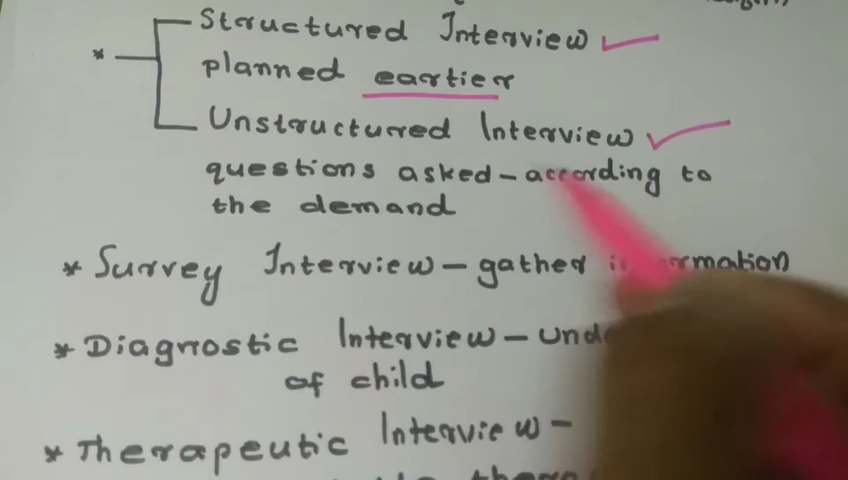 * Structured Interview
planned eartier
Unstructured Interview
questions asked - according to
the demand
* Survey Interview - gather
* Diagnostic Interview -
of child
* Therapeutic Interview -